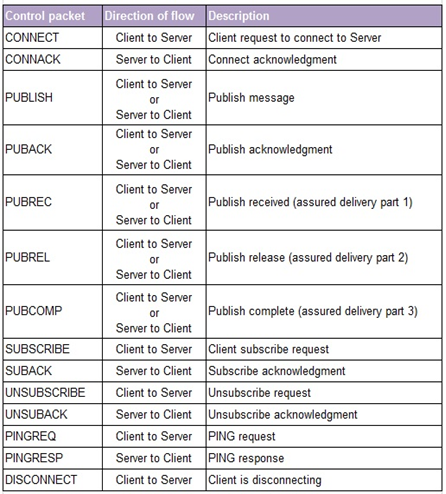 Control packet Direction of flow Description
CONNECT Client to Server Client request to connect to Server
CONNACK Server to Client Connect acknowledgment
PUBLISH Client to Server or Server to Client Publish message
PUBACK Client to Server or Server to Client Publish acknowledgment
PUBREC Client to Server or Server to Client Publish received (assured delivery part 1)
PUBREL Client to Server or Server to Client Publish release (assured delivery part 2)
PUBCOMP Client to Server or Server to Client Publish complete (assured delivery part 3)
SUBSCRIBE Client to Server Client subscribe request
SUBACK Server to Client Subscribe acknowledgment
UNSUBSCRIBE Client to Server Unsubscribe request
UNSUBACK Server to Client Unsubscribe acknowledgment
PINGREQ Client to Server PING request
PINGRESP Server to Client PING response
DISCONNECT Client to Server Client is disconnecting